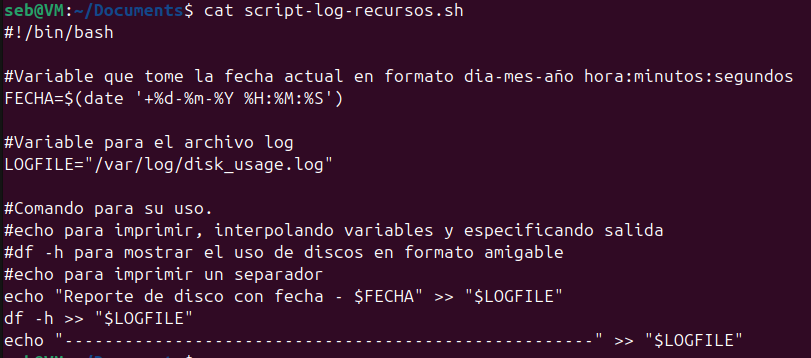 seb@VM:~/Documents$ cat script-log-recursos.sh
#!/bin/bash
#Variable que tome la fecha actual en formato dia-mes-año hora:minutos:segundos
FECHA=$(date '+%d-%m-%Y %H:%M:%S')
#Variable para el archivo log
LOGFILE="/var/log/disk_usage.log"
#Comando para su uso.
#echo para imprimir, interpolando variables y especificando salida
#df -h para mostrar el uso de discos en formato amigable
#echo para imprimir un separador
echo "Reporte de disco con fecha - $FECHA" >> "$LOGFILE"
df -h >> "$LOGFILE"
echo "-----------------------------------------------------" >> "$LOGFILE"